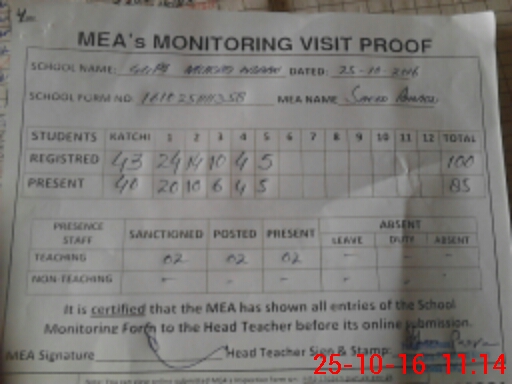 MEA's MONITORING VISIT PROOF
SCHOOL NAME: DATED: 25-10-2016
SCHOOL FORM NO MEA NAME
STUDENTS KATCHI 1 2 3 4 5 6 7 8 9 10 11 12 TOTAL
REGISTRED 43 24 14 10 4 5 100
PRESENT 40 20 10 6 4 5 85
PRESENCE STAFF SANCTIONED POSTED PRESENT ABSENT
LEAVE DUTY ABSENT
TEACHING 02 02 02 - - -
NON-TEACHING - - - - - -
It is certified that the MEA has shown all entries of the School
Monitoring Form to the Head Teacher before its online submission.
MEA Signature Head Teacher Sign & Stamp:
25-10-16 11:14